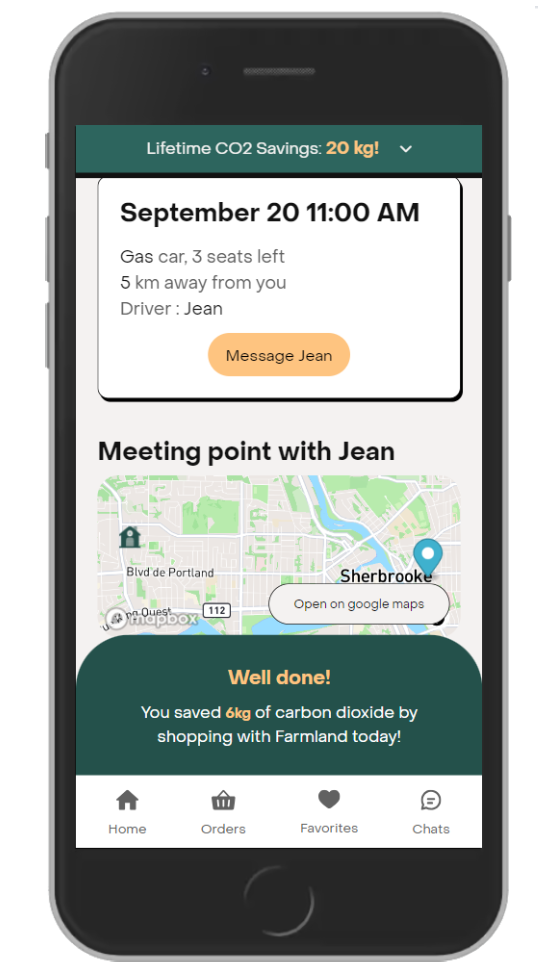 Lifetime CO2 Savings: 20 kg!
September 20 11:00 AM
Gas car, 3 seats left
5 km away from you
Driver : Jean
Message Jean
Meeting point with Jean
Blvd de Portland
Sherbrooke
Open on google maps
112
Quest
mapbox
Well done!
You saved 6kg of carbon dioxide by
shopping with Farmland today!
Home
Orders
Favorites
Chats